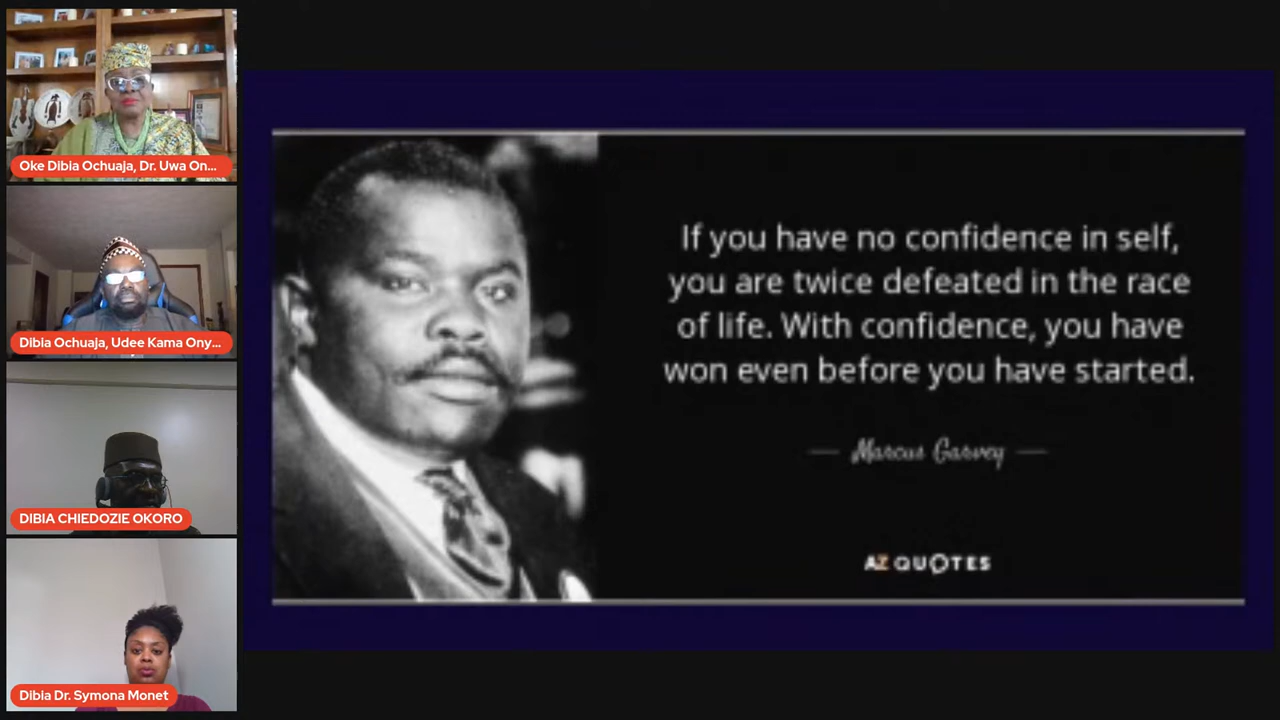 Oke Dibia Ochuaja, Dr. Uwa On...
Dibia Ochuaja, Udee Kama Ony...
DIBIA CHIEDOZIE OKORO
Dibia Dr. Symona Monet
If you have no confidence in self,
you are twice defeated in the race
of life. With confidence, you have
won even before you have started.
— Marcus Garvey —
AZ QUOTES